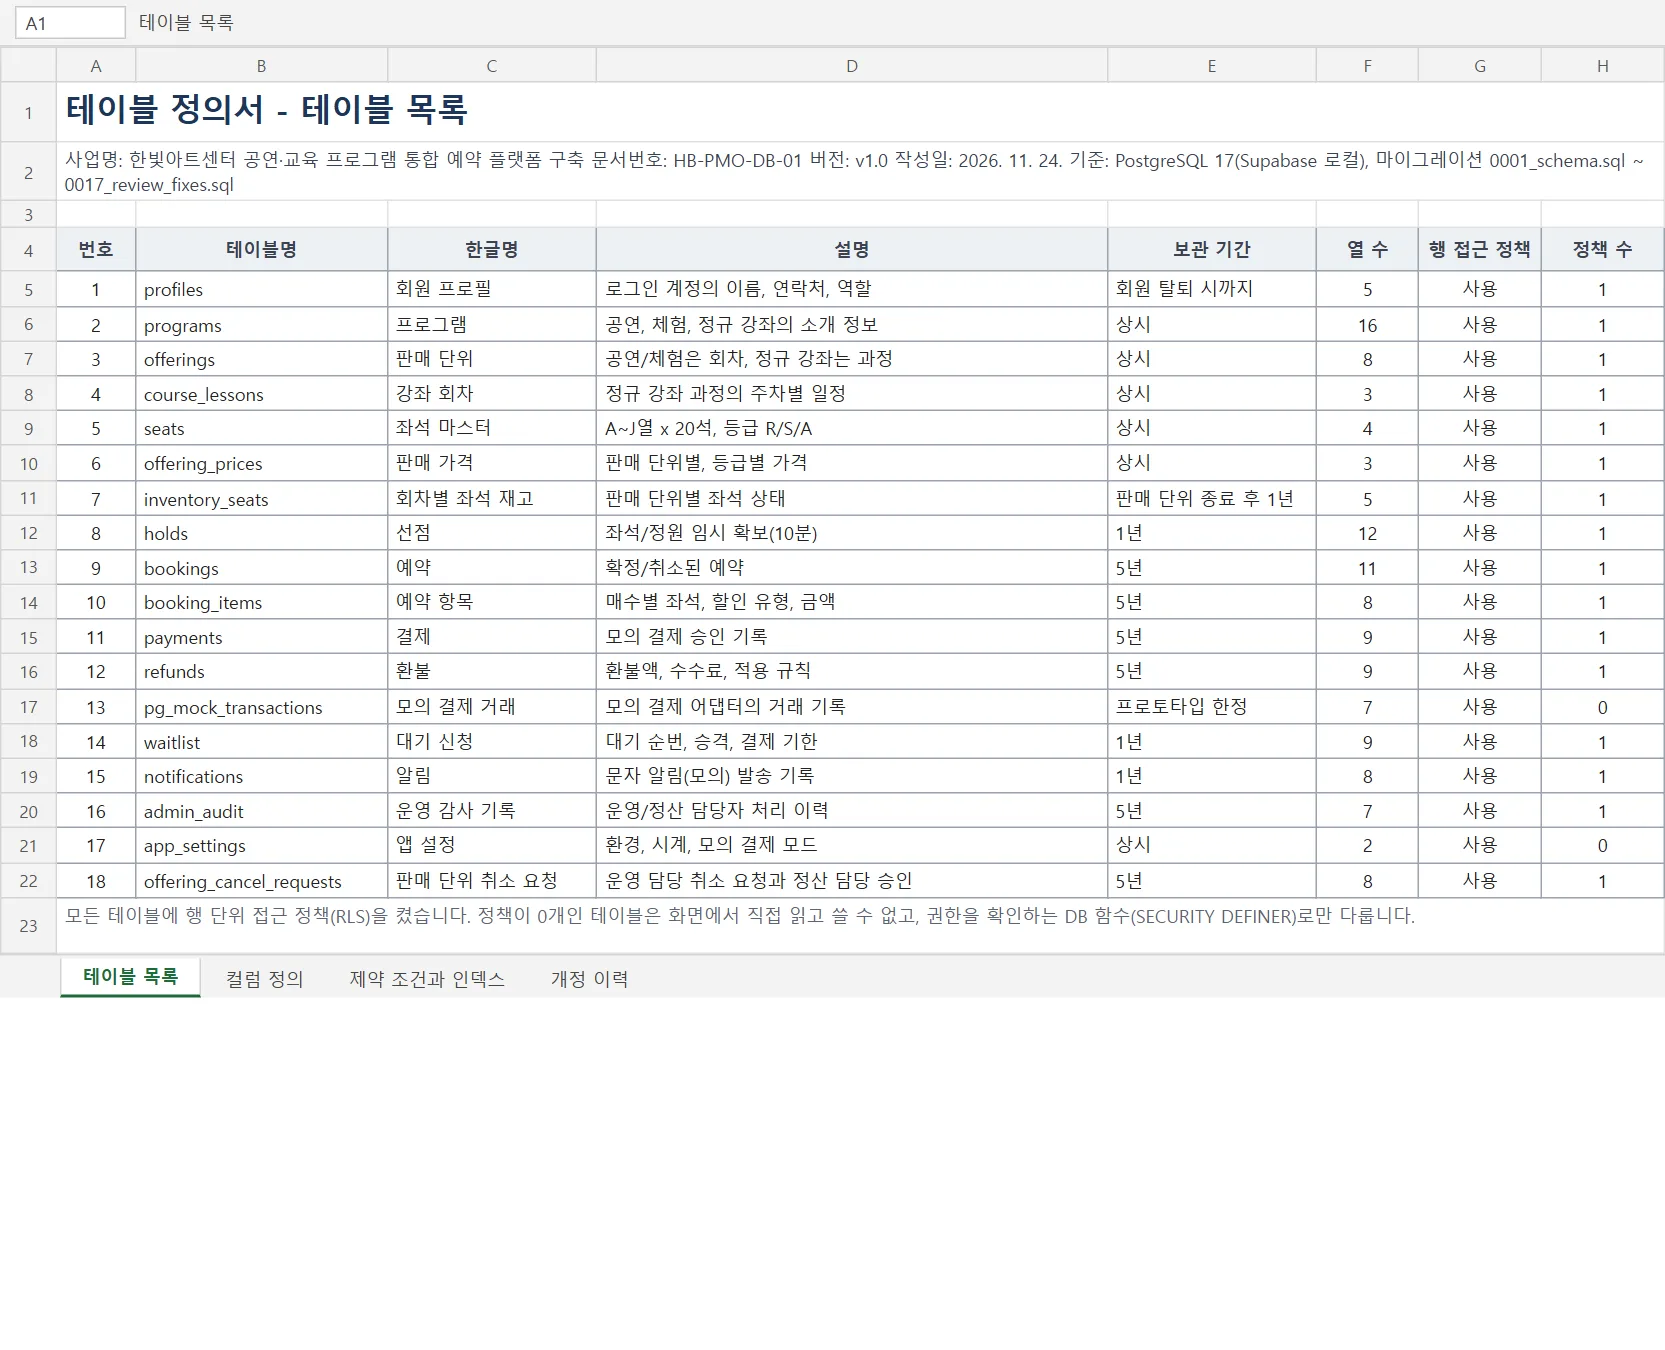 A1 테이블 목록
A B C D E F G H
1 테이블 정의서 - 테이블 목록
2 사업명: 한빛아트센터 공연·교육 프로그램 통합 예약 플랫폼 구축 문서번호: HB-PMO-DB-01 버전: v1.0 작성일: 2026. 11. 24. 기준: PostgreSQL 17(Supabase 로컬), 마이그레이션 0001_schema.sql ~
0017_review_fixes.sql
3
4 번호 테이블명 한글명 설명 보관 기간 열 수 행 접근 정책 정책 수
5 1 profiles 회원 프로필 로그인 계정의 이름, 연락처, 역할 회원 탈퇴 시까지 5 사용 1
6 2 programs 프로그램 공연, 체험, 정규 강좌의 소개 정보 상시 16 사용 1
7 3 offerings 판매 단위 공연/체험은 회차, 정규 강좌는 과정 상시 8 사용 1
8 4 course_lessons 강좌 회차 정규 강좌 과정의 주차별 일정 상시 3 사용 1
9 5 seats 좌석 마스터 A~J열 x 20석, 등급 R/S/A 상시 4 사용 1
10 6 offering_prices 판매 가격 판매 단위별, 등급별 가격 상시 3 사용 1
11 7 inventory_seats 회차별 좌석 재고 판매 단위별 좌석 상태 판매 단위 종료 후 1년 5 사용 1
12 8 holds 선점 좌석/정원 임시 확보(10분) 1년 12 사용 1
13 9 bookings 예약 확정/취소된 예약 5년 11 사용 1
14 10 booking_items 예약 항목 매수별 좌석, 할인 유형, 금액 5년 8 사용 1
15 11 payments 결제 모의 결제 승인 기록 5년 9 사용 1
16 12 refunds 환불 환불액, 수수료, 적용 규칙 5년 9 사용 1
17 13 pg_mock_transactions 모의 결제 거래 모의 결제 어댑터의 거래 기록 프로토타입 한정 7 사용 0
18 14 waitlist 대기 신청 대기 순번, 승격, 결제 기한 1년 9 사용 1
19 15 notifications 알림 문자 알림(모의) 발송 기록 1년 8 사용 1
20 16 admin_audit 운영 감사 기록 운영/정산 담당자 처리 이력 5년 7 사용 1
21 17 app_settings 앱 설정 환경, 시계, 모의 결제 모드 상시 2 사용 0
22 18 offering_cancel_requests 판매 단위 취소 요청 운영 담당 취소 요청과 정산 담당 승인 5년 8 사용 1
23 모든 테이블에 행 단위 접근 정책(RLS)을 켰습니다. 정책이 0개인 테이블은 화면에서 직접 읽고 쓸 수 없고, 권한을 확인하는 DB 함수(SECURITY DEFINER)로만 다룹니다.
테이블 목록 컬럼 정의 제약 조건과 인덱스 개정 이력